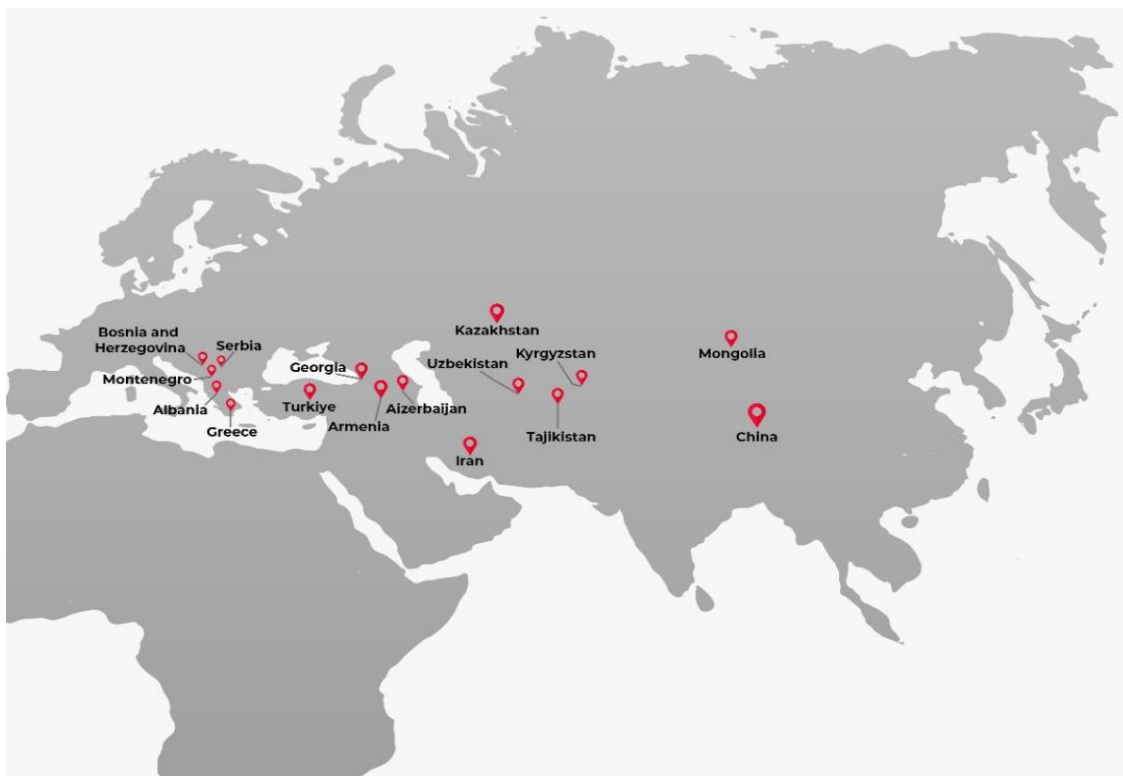 Bosnia and
Herzegovina
Serbia
Montenegro
Albania
Greece
Georgia
Turkiye
Armenia
Aizerbaijan
Kazakhstan
Uzbekistan
Kyrgyzstan
Tajikistan
Iran
Mongolia
China